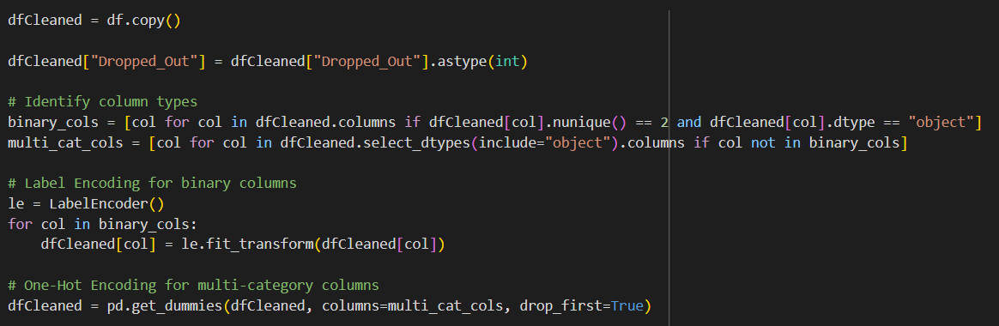 dfCleaned = df.copy()
dfCleaned["Dropped_Out"] = dfCleaned["Dropped_Out"].astype(int)
# Identify column types
binary_cols = [col for col in dfCleaned.columns if dfCleaned[col].nunique() == 2 and dfCleaned[col].dtype == "object"]
multi_cat_cols = [col for col in dfCleaned.select_dtypes(include="object").columns if col not in binary_cols]
# Label Encoding for binary columns
le = LabelEncoder()
for col in binary_cols:
    dfCleaned[col] = le.fit_transform(dfCleaned[col])
# One-Hot Encoding for multi-category columns
dfCleaned = pd.get_dummies(dfCleaned, columns=multi_cat_cols, drop_first=True)